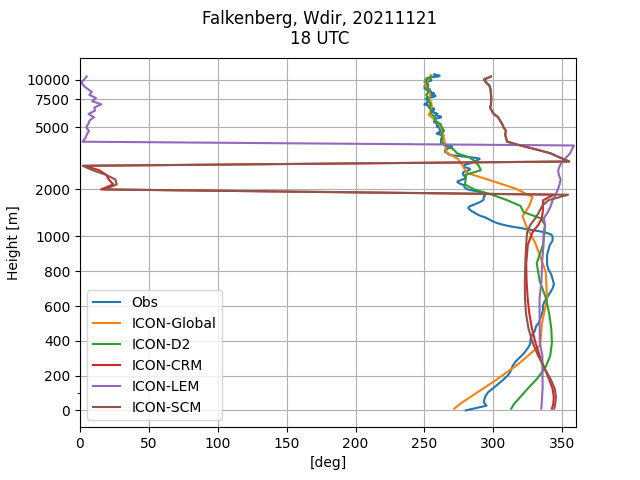 Falkenberg, Wdir, 20211121
18 UTC
10000
7500
5000
2000
1000
800
600
400
200
0
Height [m]
Obs
ICON-Global
ICON-D2
ICON-CRM
ICON-LEM
ICON-SCM
0 50 100 150 200 250 300 350
[deg]